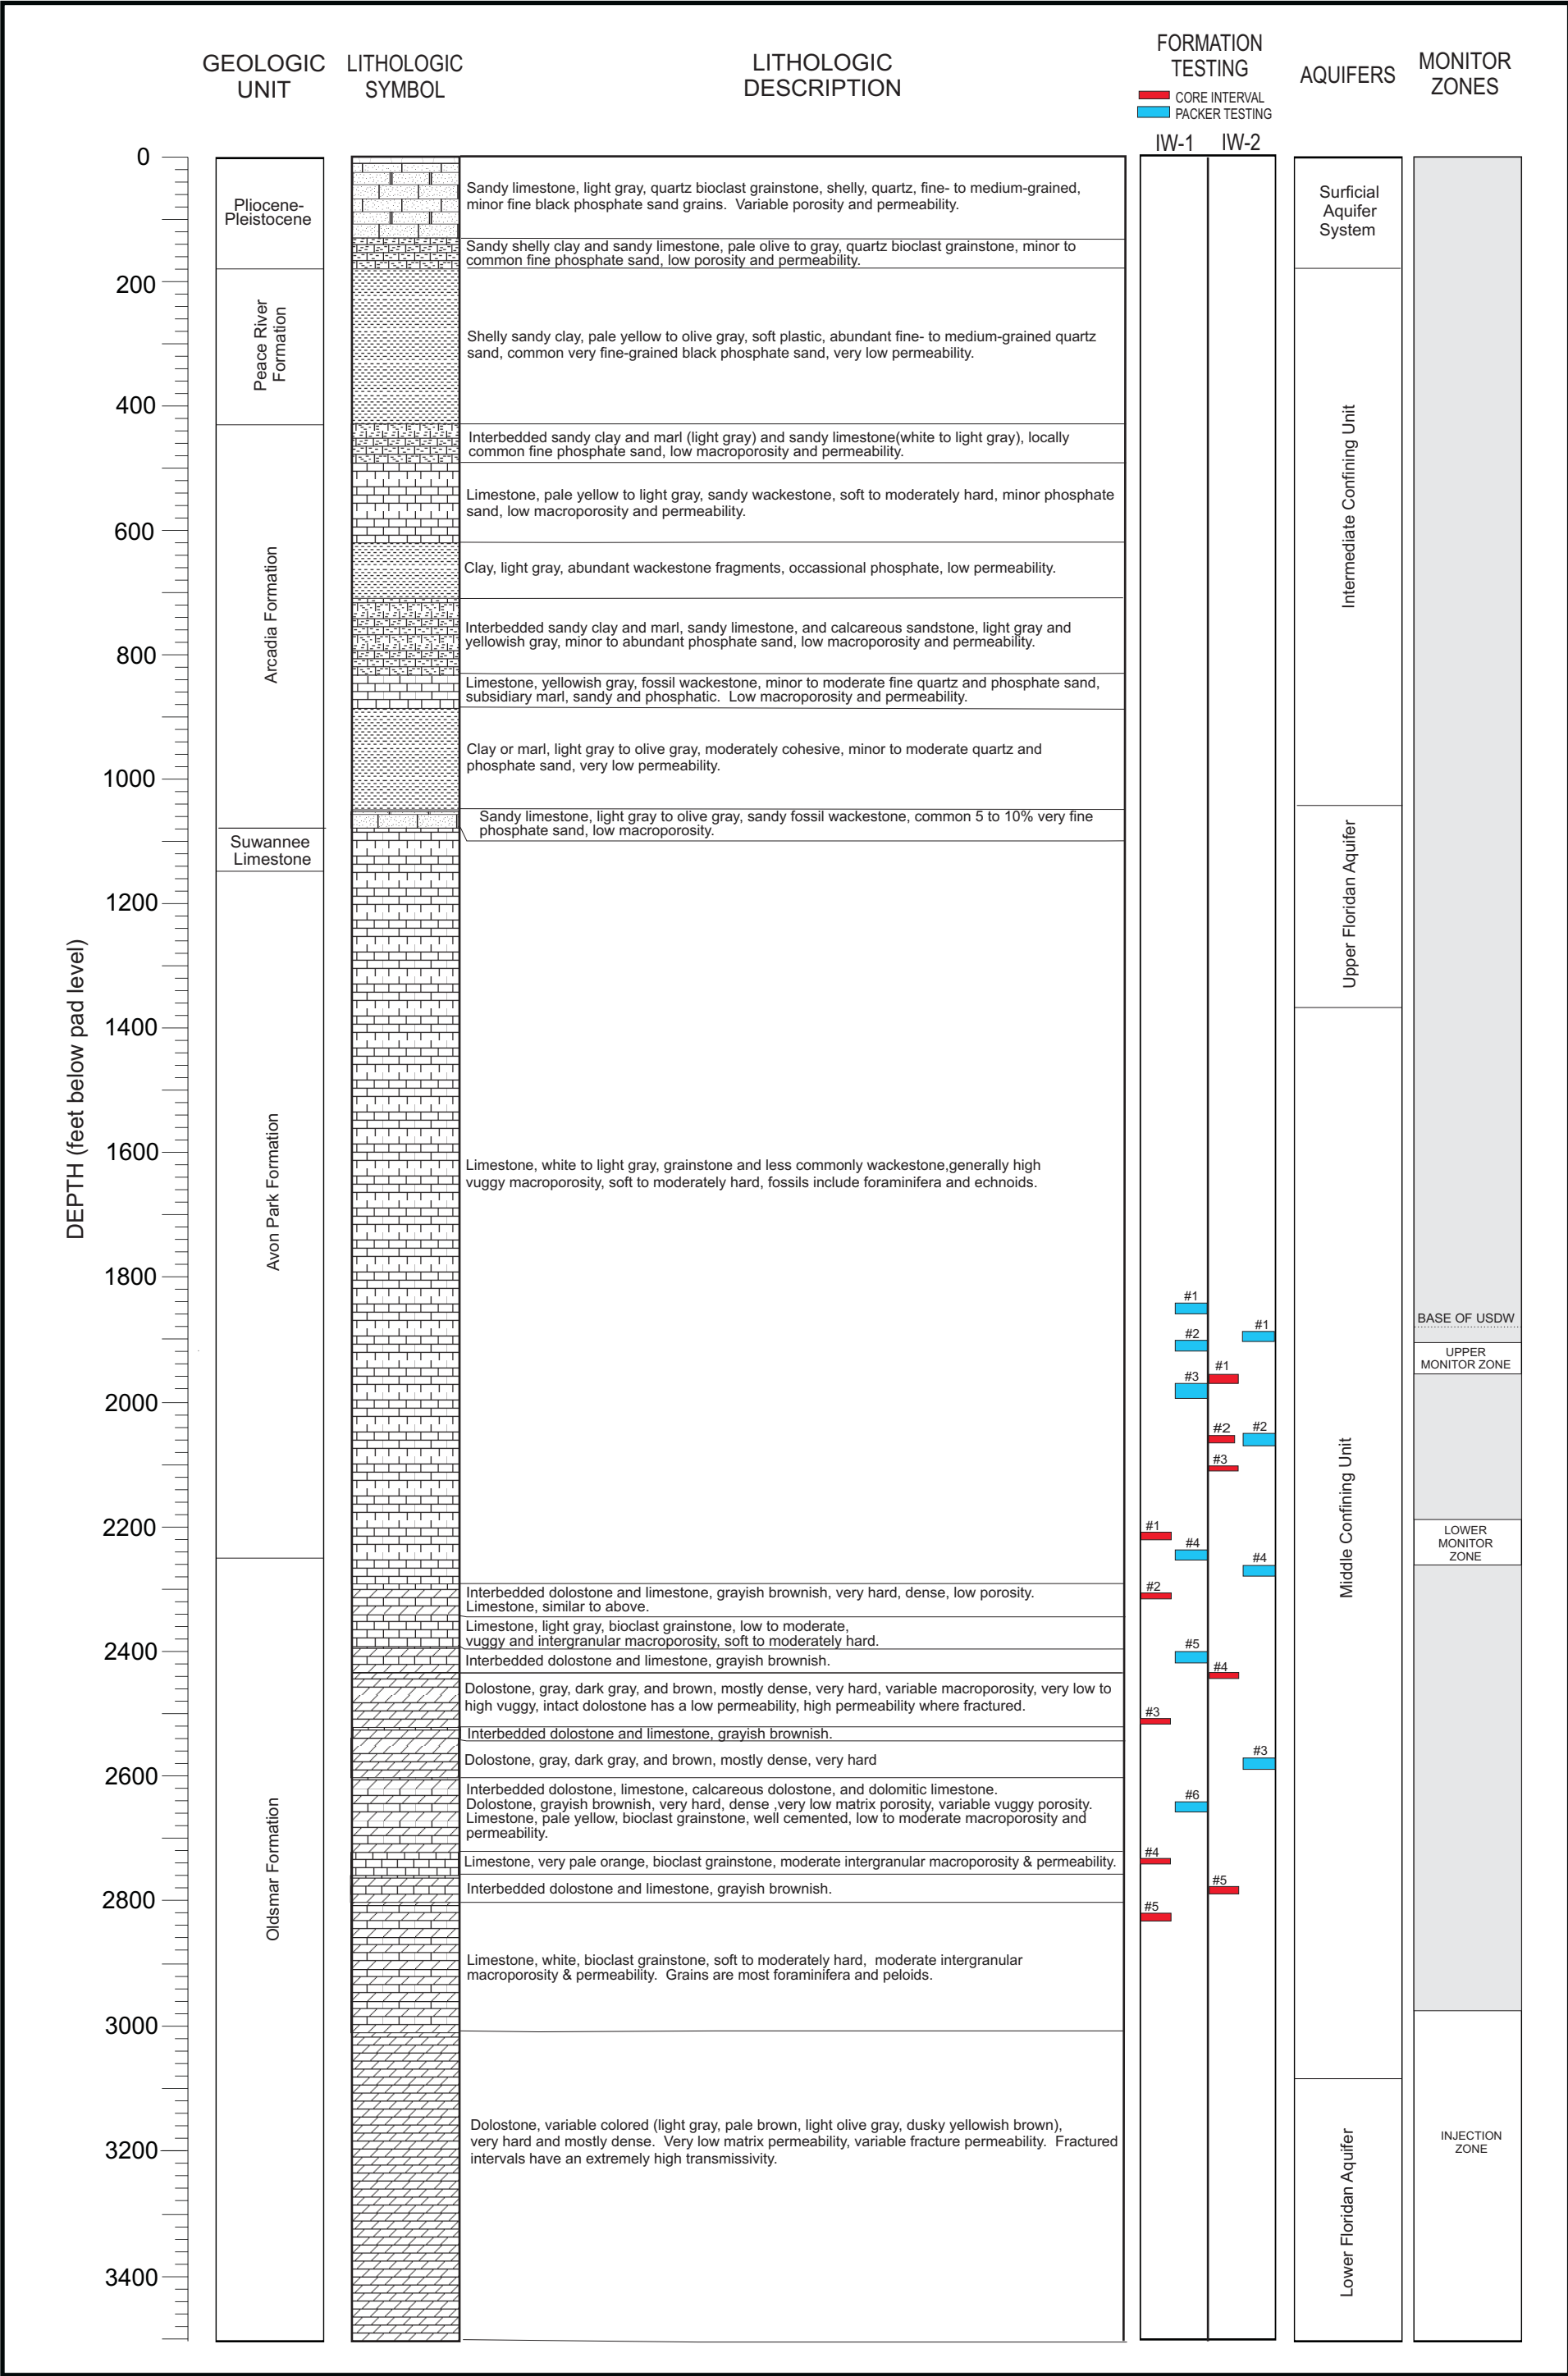 GEOLOGIC
UNIT
LITHOLOGIC
SYMBOL
LITHOLOGIC
DESCRIPTION
FORMATION
TESTING
CORE INTERVAL
PACKER TESTING
IW-1
IW-2
AQUIFERS
MONITOR
ZONES
DEPTH (feet below pad level)
0
200
400
600
800
1000
1200
1400
1600
1800
2000
2200
2400
2600
2800
3000
3200
3400
Pliocene-
Pleistocene
Peace River
Formation
Arcadia Formation
Suwannee
Limestone
Avon Park Formation
Oldsmar Formation
Sandy limestone, light gray, quartz bioclast grainstone, shelly, quartz, fine- to medium-grained,
minor fine black phosphate sand grains. Variable porosity and permeability.
Sandy shelly clay and sandy limestone, pale olive to gray, quartz bioclast grainstone, minor to
common fine phosphate sand, low porosity and permeability.
Shelly sandy clay, pale yellow to olive gray, soft plastic, abundant fine- to medium-grained quartz
sand, common very fine-grained black phosphate sand, very low permeability.
Interbedded sandy clay and marl (light gray) and sandy limestone(white to light gray), locally
common fine phosphate sand, low macroporosity and permeability.
Limestone, pale yellow to light gray, sandy wackestone, soft to moderately hard, minor phosphate
sand, low macroporosity and permeability.
Clay, light gray, abundant wackestone fragments, occassional phosphate, low permeability.
Interbedded sandy clay and marl, sandy limestone, and calcareous sandstone, light gray and
yellowish gray, minor to abundant phosphate sand, low macroporosity and permeability.
Limestone, yellowish gray, fossil wackestone, minor to moderate fine quartz and phosphate sand,
subsidiary marl, sandy and phosphatic. Low macroporosity and permeability.
Clay or marl, light gray to olive gray, moderately cohesive, minor to moderate quartz and
phosphate sand, very low permeability.
Sandy limestone, light gray to olive gray, sandy fossil wackestone, common 5 to 10% very fine
phosphate sand, low macroporosity.
Limestone, white to light gray, grainstone and less commonly wackestone,generally high
vuggy macroporosity, soft to moderately hard, fossils include foraminifera and echnoids.
Interbedded dolostone and limestone, grayish brownish, very hard, dense, low porosity.
Limestone, similar to above.
Limestone, light gray, bioclast grainstone, low to moderate,
vuggy and intergranular macroporosity, soft to moderately hard.
Interbedded dolostone and limestone, grayish brownish.
Dolostone, gray, dark gray, and brown, mostly dense, very hard, variable macroporosity, very low to
high vuggy, intact dolostone has a low permeability, high permeability where fractured.
Interbedded dolostone and limestone, grayish brownish.
Dolostone, gray, dark gray, and brown, mostly dense, very hard
Interbedded dolostone, limestone, calcareous dolostone, and dolomitic limestone.
Dolostone, grayish brownish, very hard, dense ,very low matrix porosity, variable vuggy porosity.
Limestone, pale yellow, bioclast grainstone, well cemented, low to moderate macroporosity and
permeability.
Limestone, very pale orange, bioclast grainstone, moderate intergranular macroporosity & permeability.
Interbedded dolostone and limestone, grayish brownish.
Limestone, white, bioclast grainstone, soft to moderately hard, moderate intergranular
macroporosity & permeability. Grains are most foraminifera and peloids.
Dolostone, variable colored (light gray, pale brown, light olive gray, dusky yellowish brown),
very hard and mostly dense. Very low matrix permeability, variable fracture permeability. Fractured
intervals have an extremely high transmissivity.
#1
#2
#3
#1
#4
#2
#5
#3
#6
#4
#5
#1
#1
#2
#2
#3
#4
#4
#3
#5
Surficial
Aquifer
System
Intermediate Confining Unit
Upper Floridan Aquifer
Middle Confining Unit
Lower Floridan Aquifer
BASE OF USDW
UPPER
MONITOR ZONE
LOWER
MONITOR
ZONE
INJECTION
ZONE